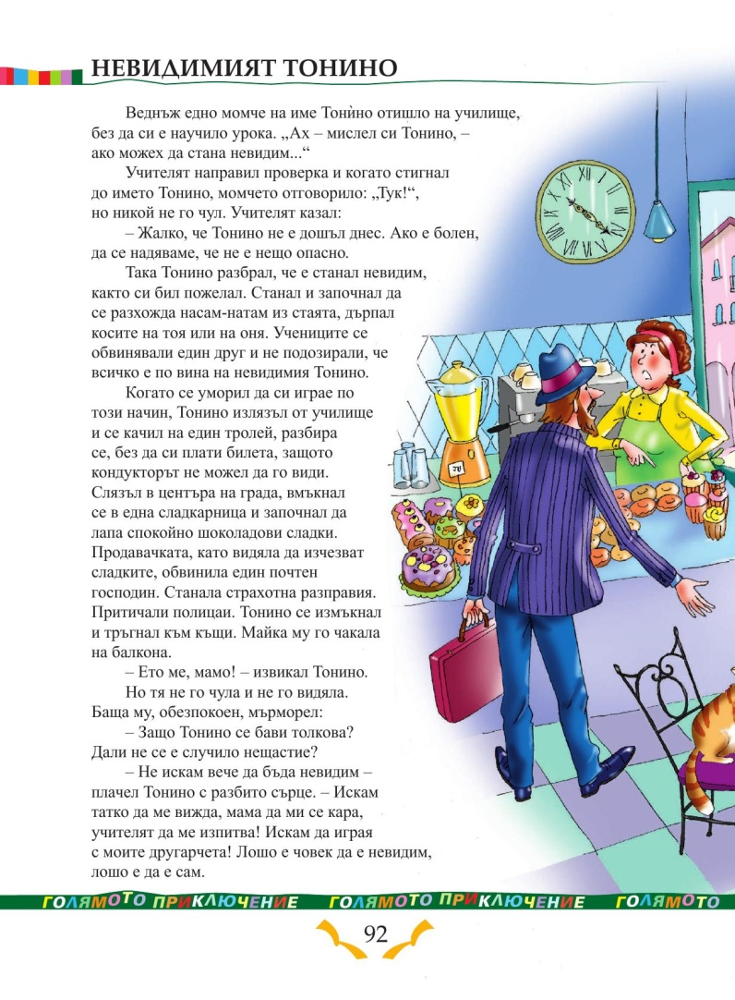 НЕВИДИМИЯТ ТОНИНО
Веднъж едно момче на име Тонѝно отишло на училище,
без да си е научило урока. „Ах – мислел си Тонино, –
ако можех да стана невидим...“
Учителят направил проверка и когато стигнал
до името Тонино, момчето отговорило: „Тук!“,
но никой не го чул. Учителят казал:
– Жалко, че Тонино не е дошъл днес. Ако е болен,
да се надяваме, че не е нещо опасно.
Така Тонино разбрал, че е станал невидим,
както си бил пожелал. Станал и започнал да
се разхожда насам-натам из стаята, дърпал
косите на тоя или на оня. Учениците се
обвинявали един друг и не подозирали, че
всичко е по вина на невидимия Тонино.
Когато се уморил да си играе по
този начин, Тонино излязъл от училище
и се качил на един тролей, разбира
се, без да си плати билета, защото
кондукторът не можел да го види.
Слязъл в центъра на града, вмъкнал
се в една сладкарница и започнал да
лапа спокойно шоколадови сладки.
Продавачката, като видяла да изчезват
сладките, обвинила един почтен
господин. Станала страхотна разправия.
Притичали полицаи. Тонино се измъкнал
и тръгнал към къщи. Майка му го чакала
на балкона.
– Ето ме, мамо! – извикал Тонино.
Но тя не го чула и не го видяла.
Баща му, обезпокоен, мърморел:
– Защо Тонино се бави толкова?
Дали не се е случило нещастие?
– Не искам вече да бъда невидим –
плачел Тонино с разбито сърце. – Искам
татко да ме вижда, мама да ми се кара,
учителят да ме изпитва! Искам да играя
с моите другарчета! Лошо е човек да е невидим,
лошо е да е сам.
ГОЛЯМОТО ПРИКЛЮЧЕНИЕ ГОЛЯМОТО ПРИКЛЮЧЕНИЕ ГОЛЯМОТО
92